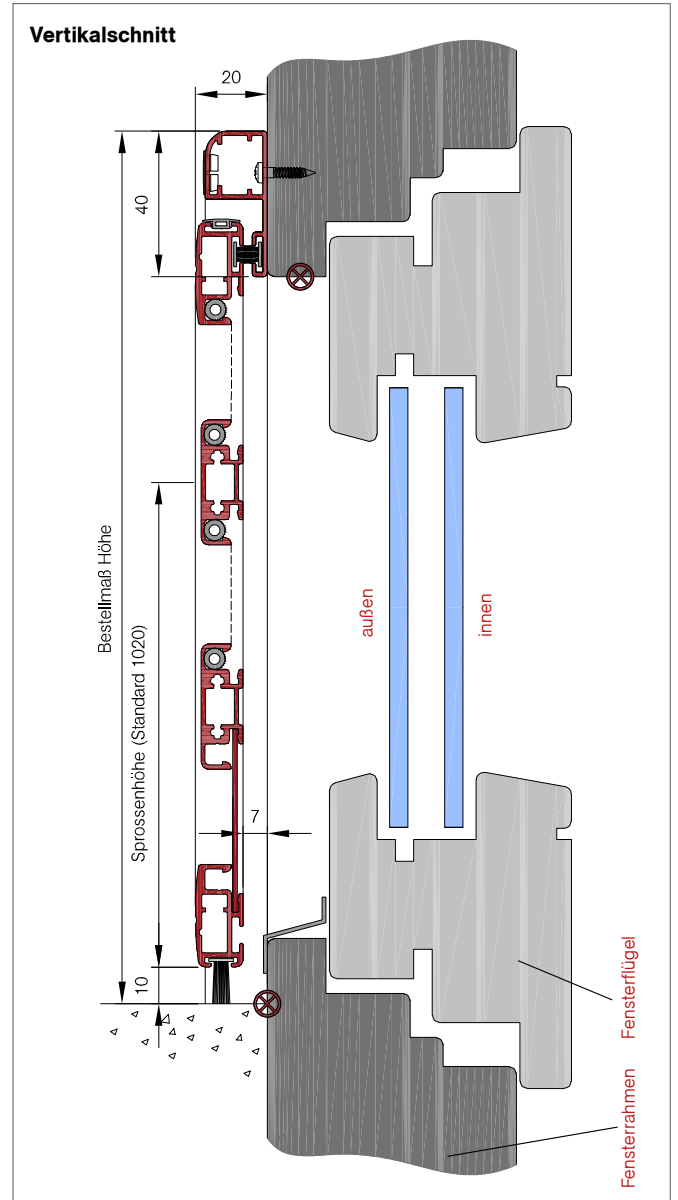 Vertikalschnitt
20
40
Bestellmaß Höhe
Sprossenhöhe (Standard 1020)
außen
innen
7
10
Fensterflügel
Fensterrahmen